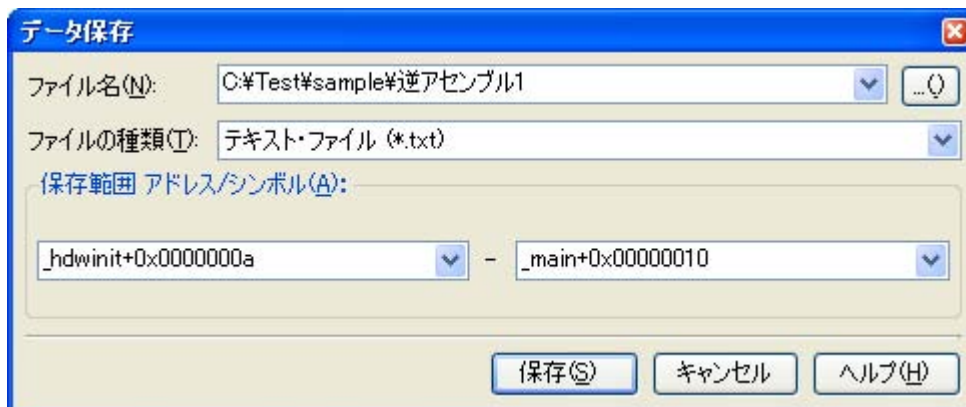 データ保存
ファイル名(N): C:¥Test¥sample¥逆アセンブル1 ...()
ファイルの種類(T): テキスト・ファイル (*.txt)
保存範囲 アドレス/シンボル(A):
_hdwinit+0x0000000a - _main+0x00000010
保存(S) キャンセル ヘルプ(H)